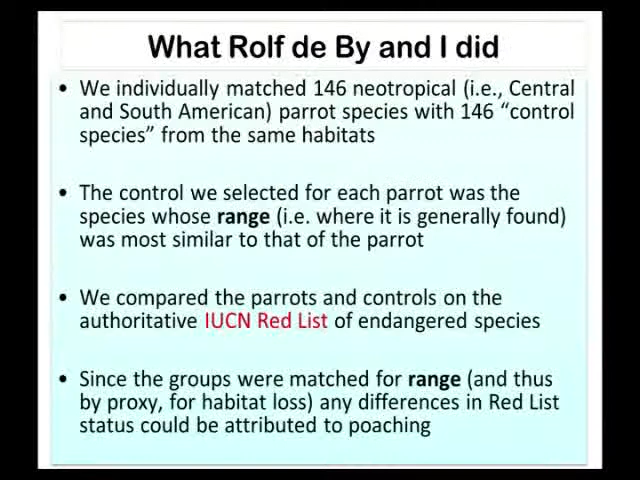 What Rolf de By and I did
• We individually matched 146 neotropical (i.e., Central
and South American) parrot species with 146 “control
species” from the same habitats
• The control we selected for each parrot was the
species whose range (i.e. where it is generally found)
was most similar to that of the parrot
• We compared the parrots and controls on the
authoritative IUCN Red List of endangered species
• Since the groups were matched for range (and thus
by proxy, for habitat loss) any differences in Red List
status could be attributed to poaching